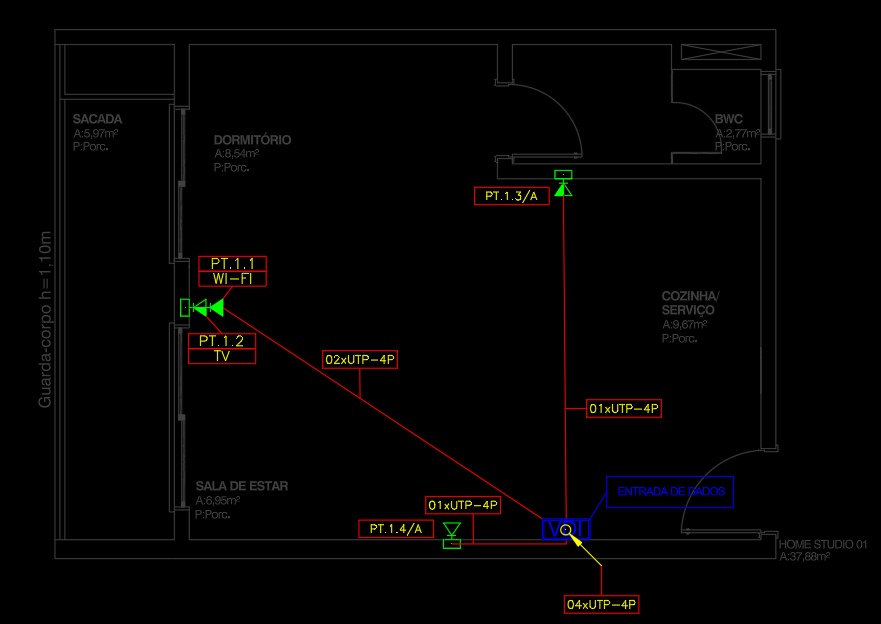 SACADA
A:5,97m²
P:Porc.
DORMITÓRIO
A:8,54m²
P:Porc.
BWC
A:2,77m²
P:Porc.
PT.1.3/A
Guarda-corpo h=1,10m
PT.1.1
WI-FI
PT.1.2
TV
COZINHA/
SERVIÇO
A:9,67m²
P:Porc.
02xUTP-4P
01xUTP-4P
SALA DE ESTAR
A:6,95m²
P:Porc.
01xUTP-4P
ENTRADA DE DADOS
PT.1.4/A
HOME STUDIO 01
A:37,88m²
04xUTP-4P